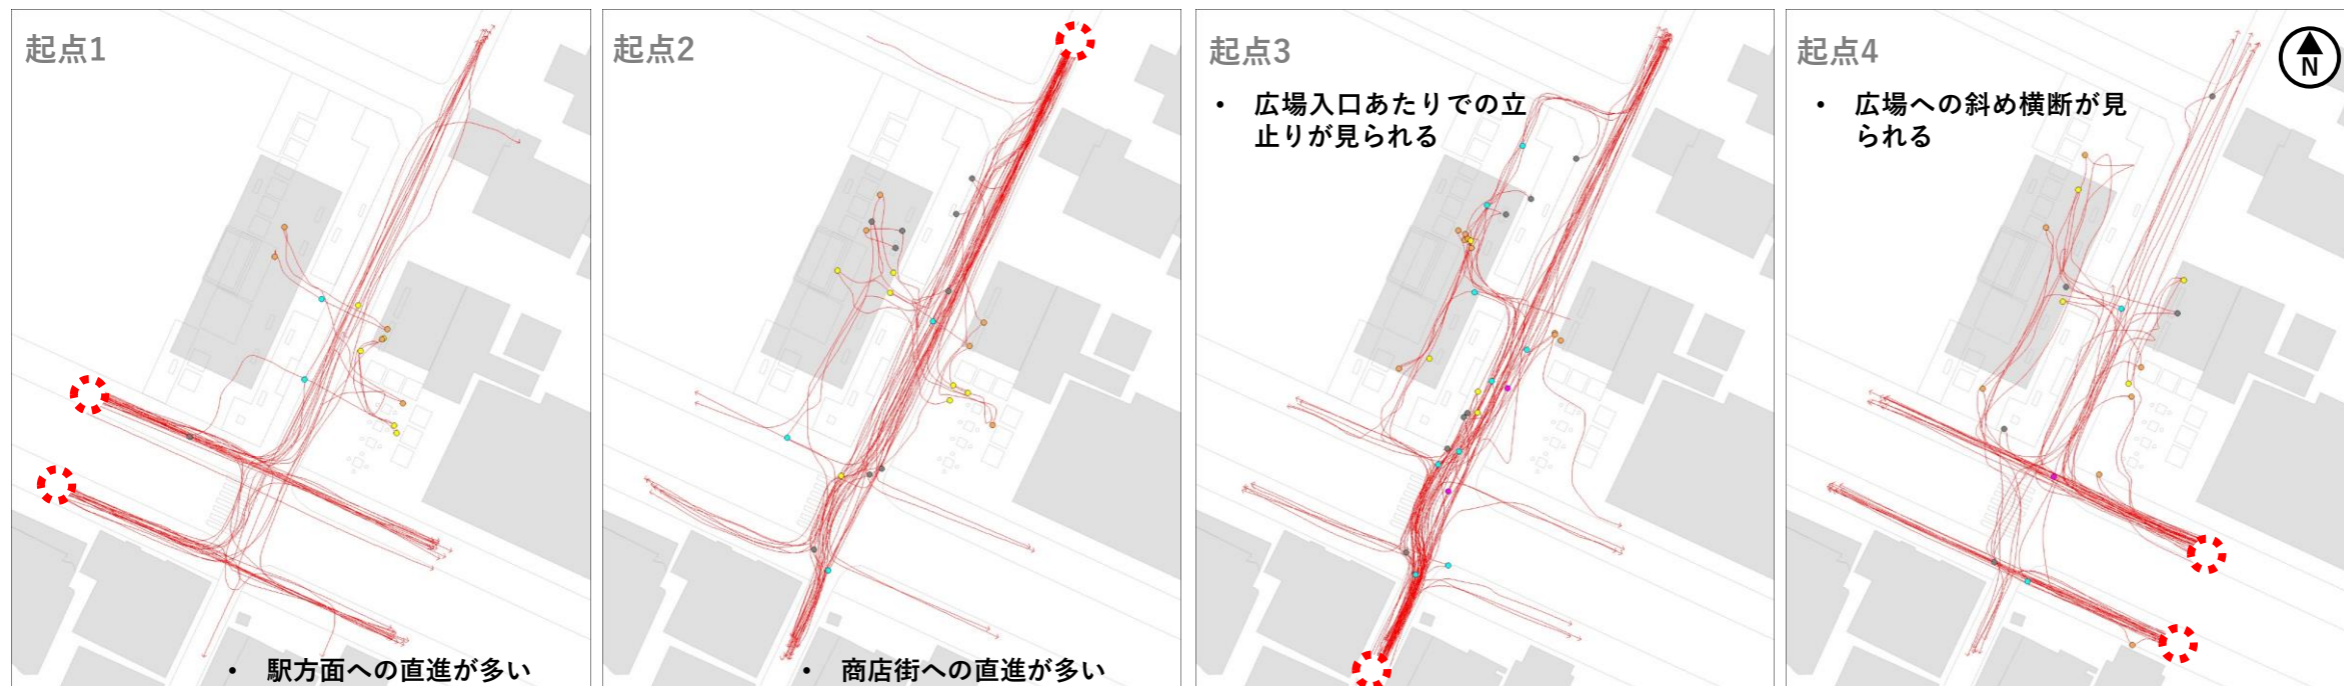 起点1
• 駅方面への直進が多い
起点2
• 商店街への直進が多い
起点3
• 広場入口あたりでの立
止りが見られる
起点4
• 広場への斜め横断が見
られる
N